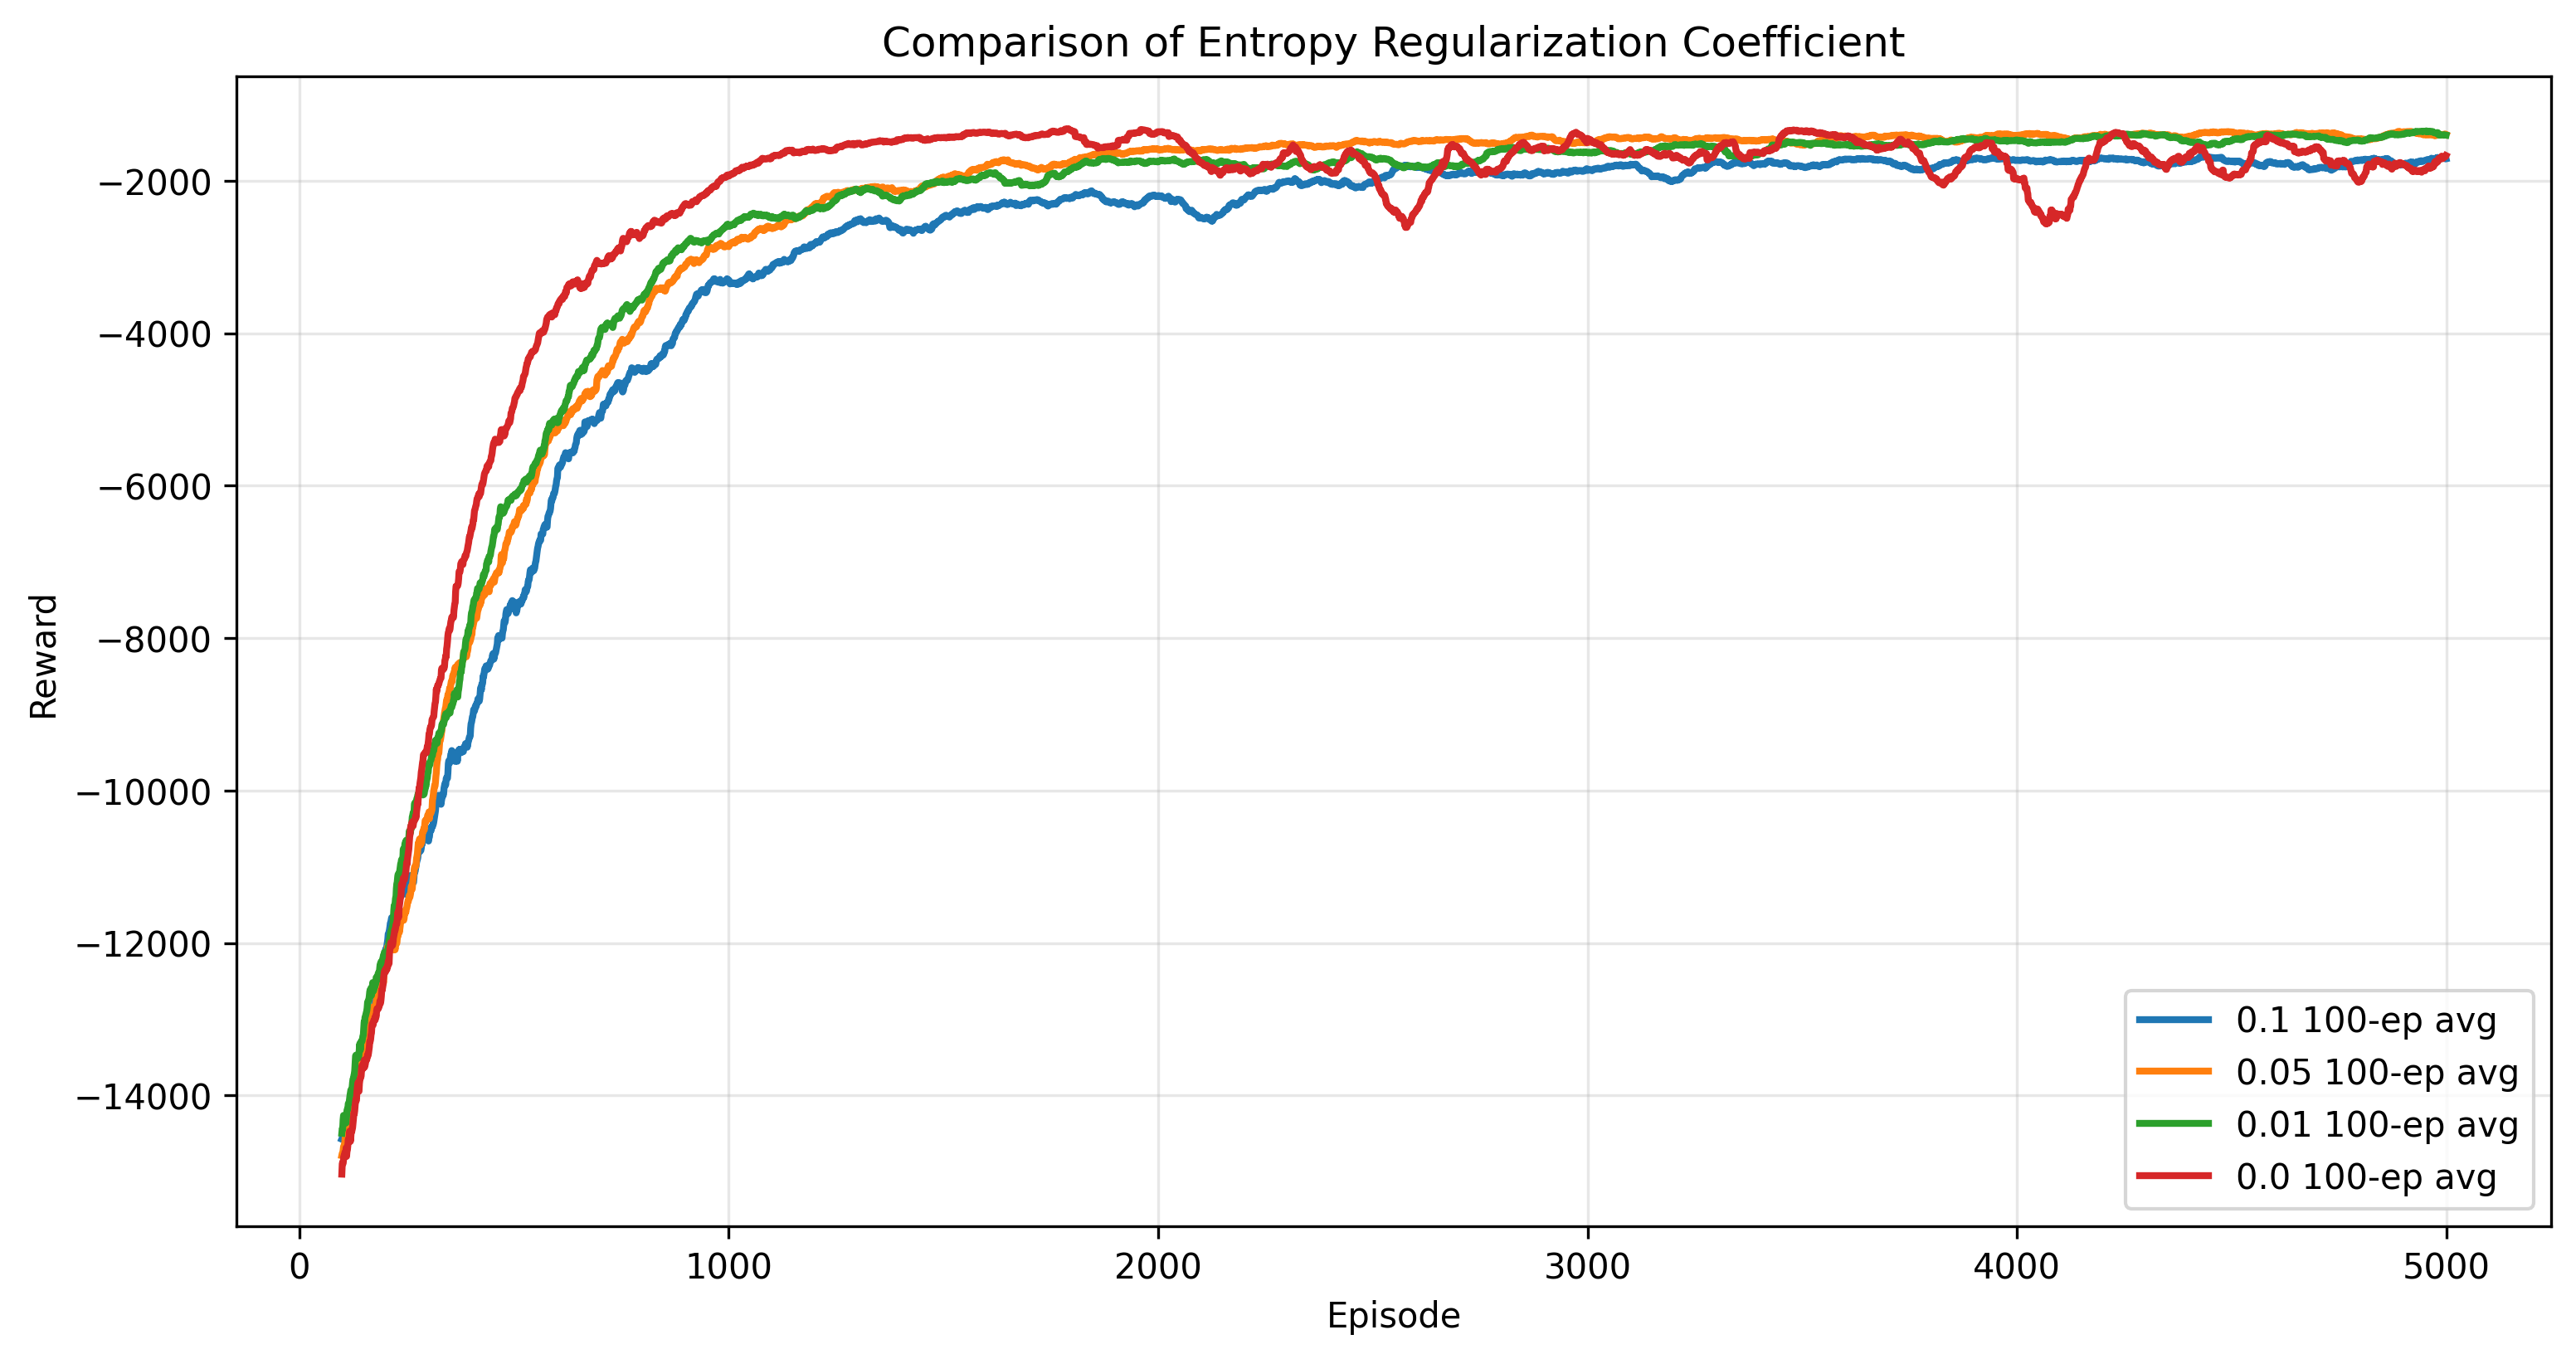 Comparison of Entropy Regularization Coefficient
Reward
−2000
−4000
−6000
−8000
−10000
−12000
−14000
0
1000
2000
3000
4000
5000
Episode
0.1 100-ep avg
0.05 100-ep avg
0.01 100-ep avg
0.0 100-ep avg